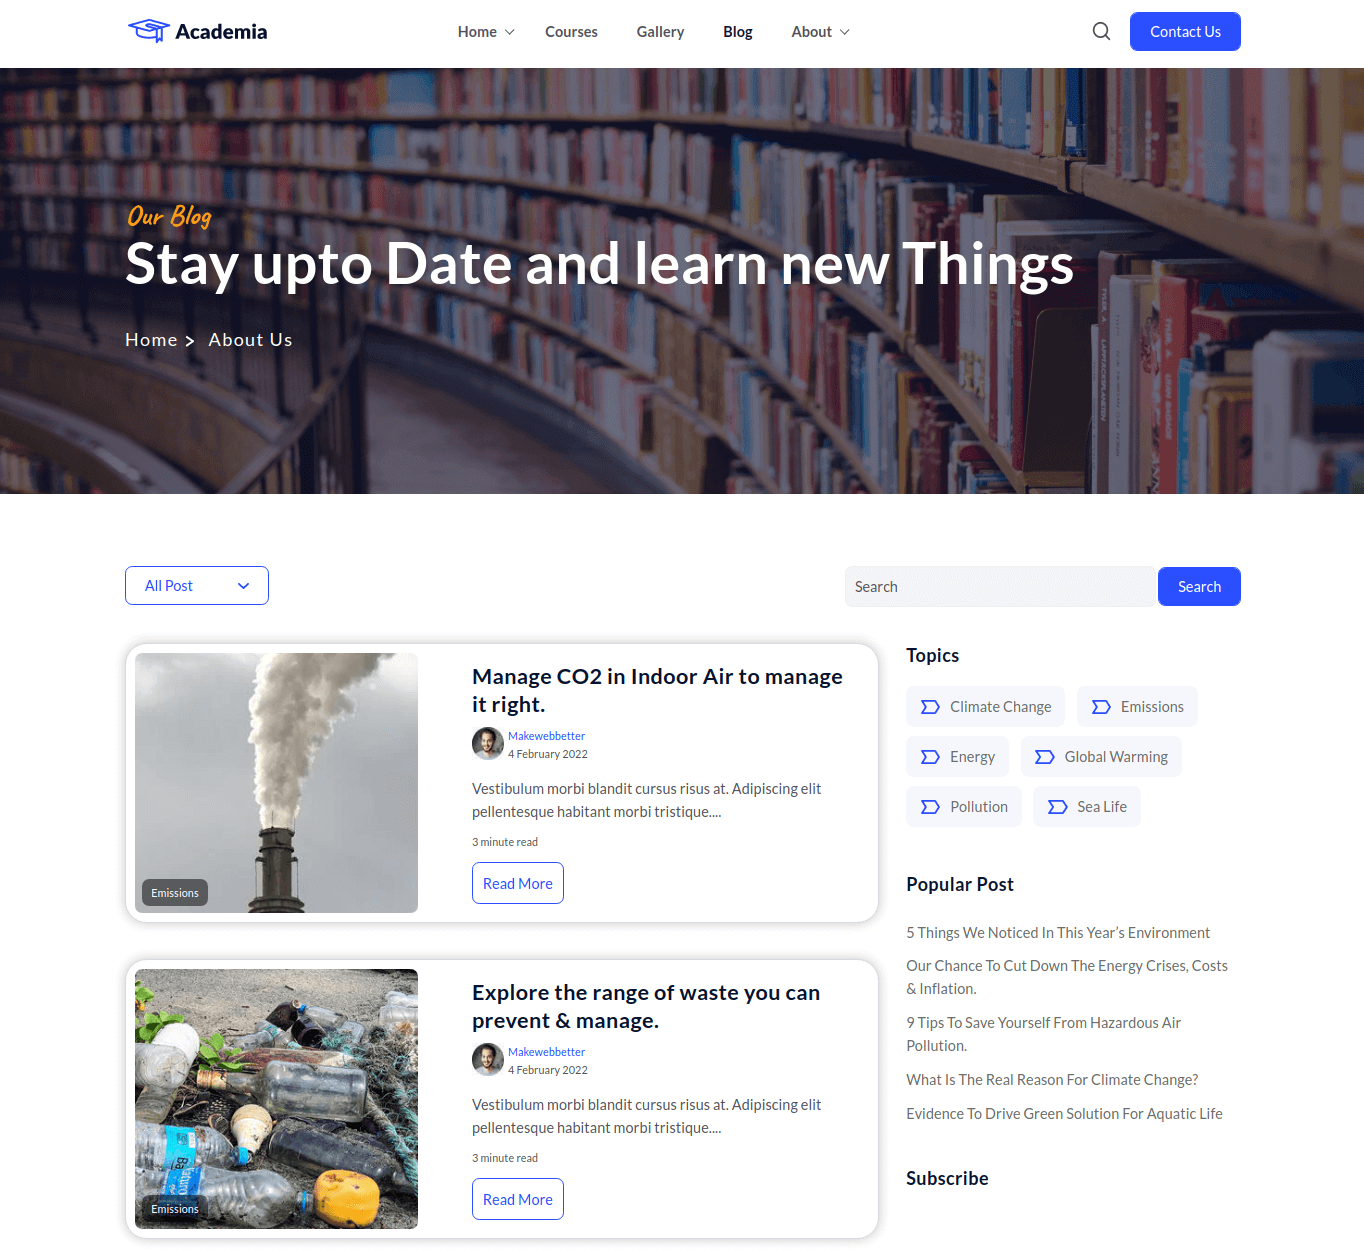 Academia
Home
Courses
Gallery
Blog
About
Contact Us
Our Blog
Stay upto Date and learn new Things
Home > About Us
All Post
Search
Search
Manage CO2 in Indoor Air to manage
it right.
Makewebbetter
4 February 2022
Vestibulum morbi blandit cursus risus at. Adipiscing elit
pellentesque habitant morbi tristique....
3 minute read
Read More
Emissions
Explore the range of waste you can
prevent & manage.
Makewebbetter
4 February 2022
Vestibulum morbi blandit cursus risus at. Adipiscing elit
pellentesque habitant morbi tristique....
3 minute read
Read More
Emissions
Topics
Climate Change
Emissions
Energy
Global Warming
Pollution
Sea Life
Popular Post
5 Things We Noticed In This Year’s Environment
Our Chance To Cut Down The Energy Crises, Costs
& Inflation.
9 Tips To Save Yourself From Hazardous Air
Pollution.
What Is The Real Reason For Climate Change?
Evidence To Drive Green Solution For Aquatic Life
Subscribe